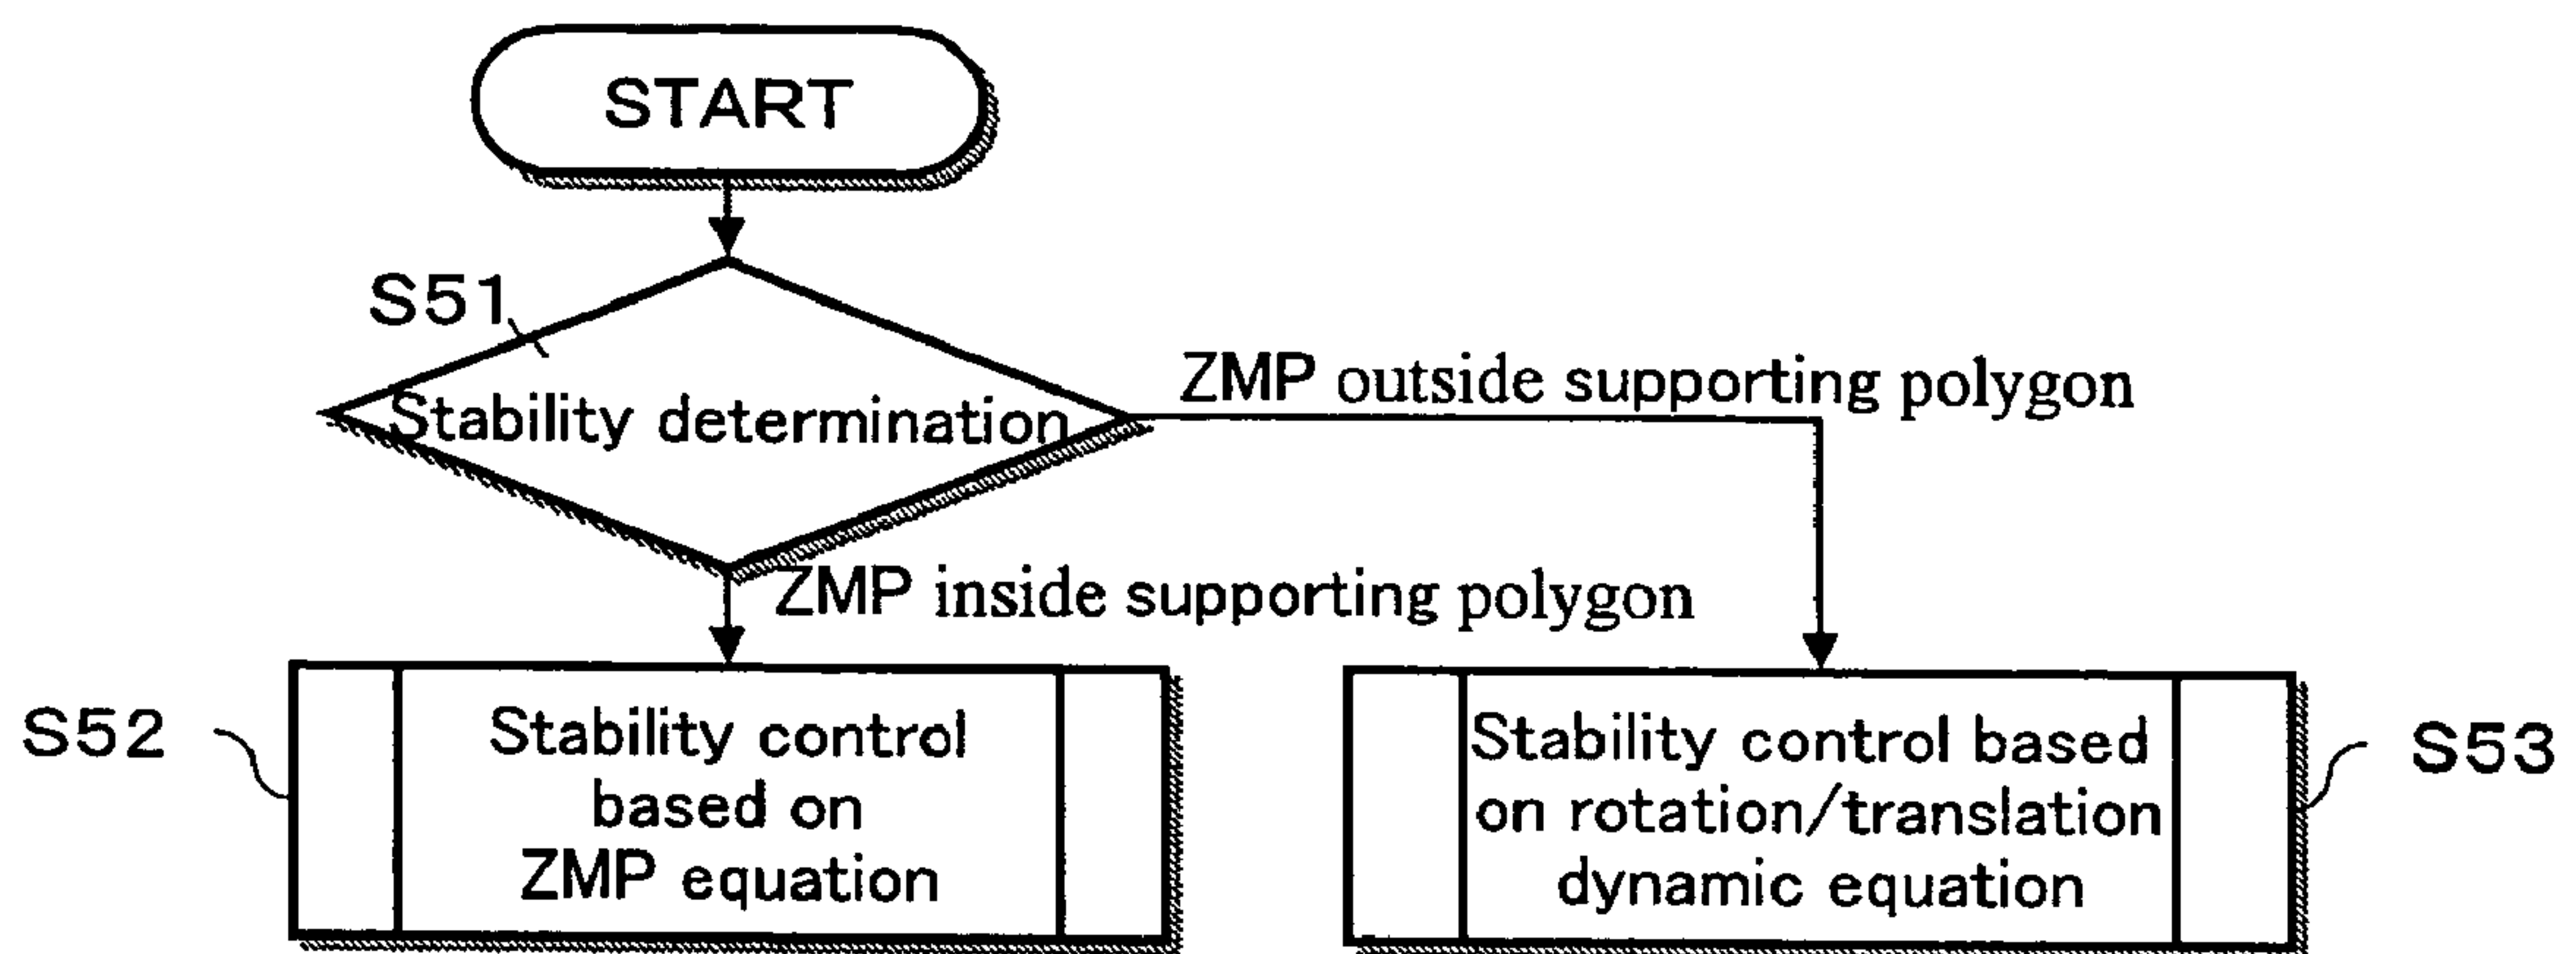 START
S51
Stability determination
ZMP outside supporting polygon
ZMP inside supporting polygon
S52
Stability control
based on
ZMP equation
Stability control based
on rotation/translation
dynamic equation
S53